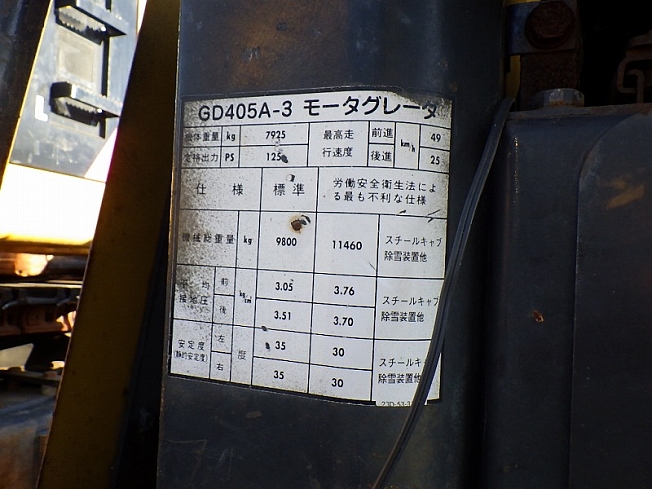 GD405A-3 モータグレータ
機体重量 kg 7925 最高走行速度 前進 km/h 49
定格出力 PS 125 後進 25
仕様 標準 労働安全衛生法によ
る最も不利な仕様
機械総重量 kg 9800 11460 スチールキャブ
除雪装置他
平均接地圧 前 kg/cm 3.05 3.76 スチールキャブ
後 3.51 3.70 除雪装置他
安定度 左 度 35 30 スチールキャ
(静的安定度) 右 35 30 除雪装置他
23D-53-